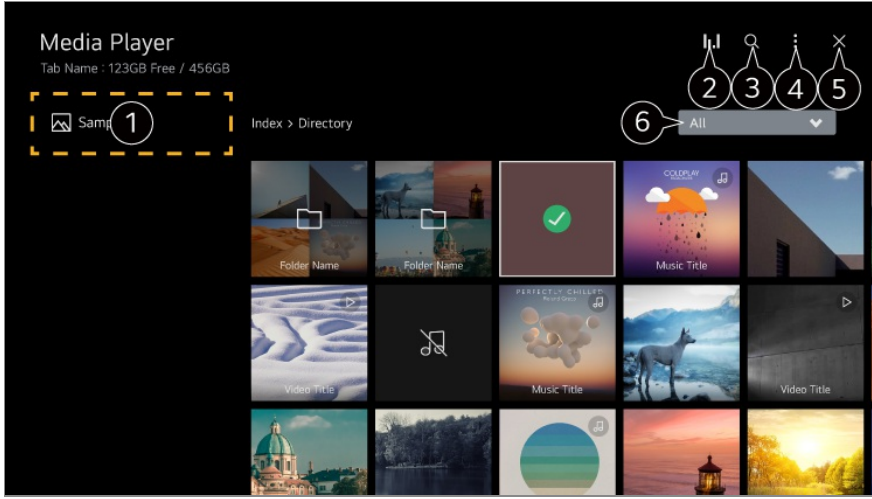 Media Player
Tab Name : 123GB Free / 456GB
2 3 4 5
Samp
1
Index > Directory
6
All
Folder Name
Folder Name
COLDPLAY
Music Title
Video Title
PERFECTLY CHILLED
Music Title
Video Title